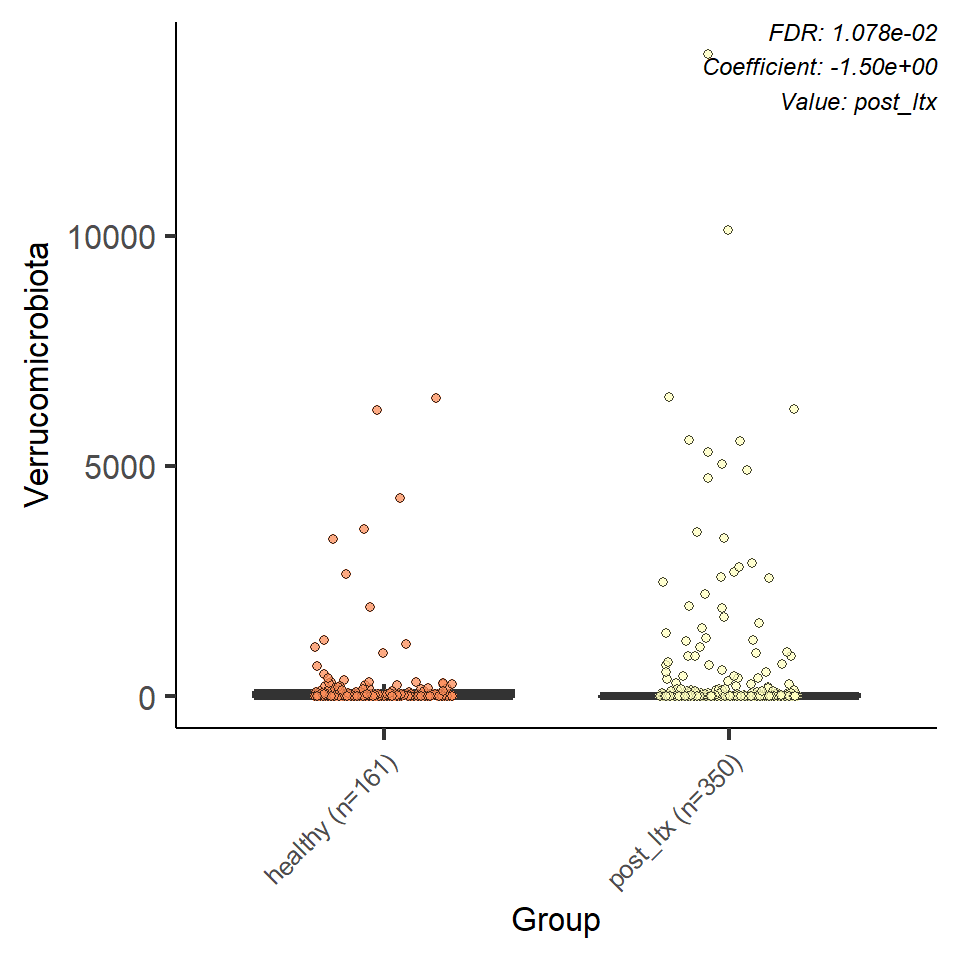 FDR: 1.078e-02
Coefficient: -1.50e+00
Value: post_ltx
Verrucomicrobiota
10000
5000
0
healthy (n=161)
post_ltx (n=350)
Group